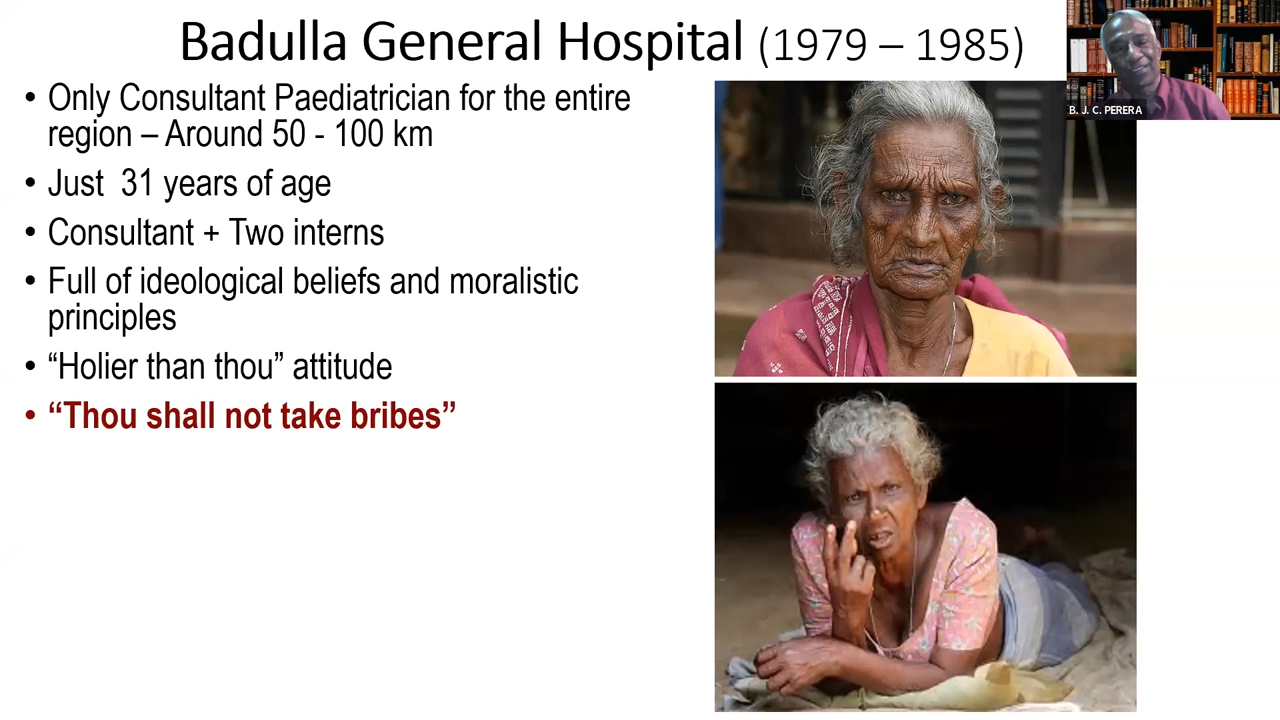 Badulla General Hospital (1979 – 1985)
• Only Consultant Paediatrician for the entire
region – Around 50 - 100 km
• Just  31 years of age
• Consultant + Two interns
• Full of ideological beliefs and moralistic
principles
• “Holier than thou” attitude
• “Thou shall not take bribes”
B. J. C. PERERA